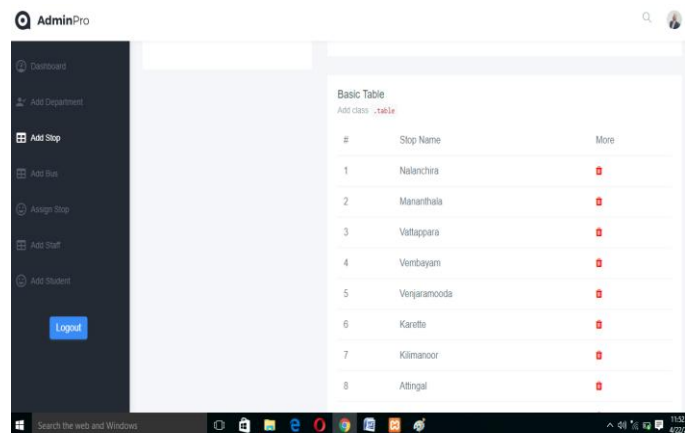 AdminPro
Dashboard
Add Department
Add Stop
Add Bus
Assign Stop
Add Staff
Add Student
Logout
Basic Table
Add class .table
# Stop Name More
1 Nalanchira
2 Mananthala
3 Vattappara
4 Vembayam
5 Venjaramooda
6 Karette
7 Kilimanoor
8 Attingal
Search the web and Windows
11:52